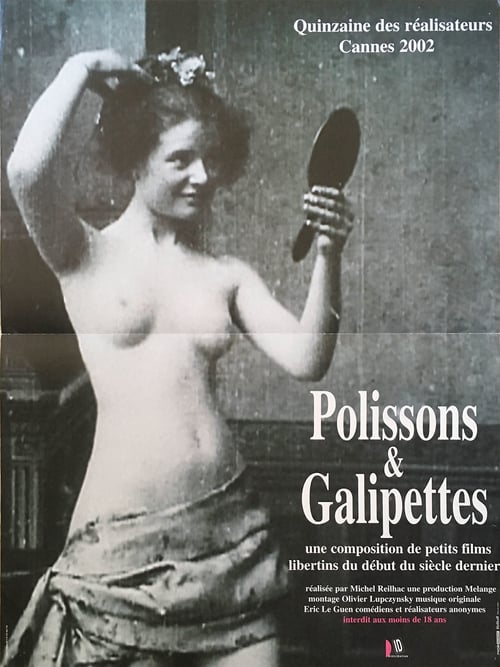 Quinzaine des réalisateurs
Cannes 2002
Polissons
&
Galipettes
une composition de petits films
libertins du début du siècle dernier
réalisée par Michel Reilhac une production Melange
montage Olivier Lupczynsky musique originale
Eric Le Guen comédiens et réalisateurs anonymes
interdit aux moins de 18 ans